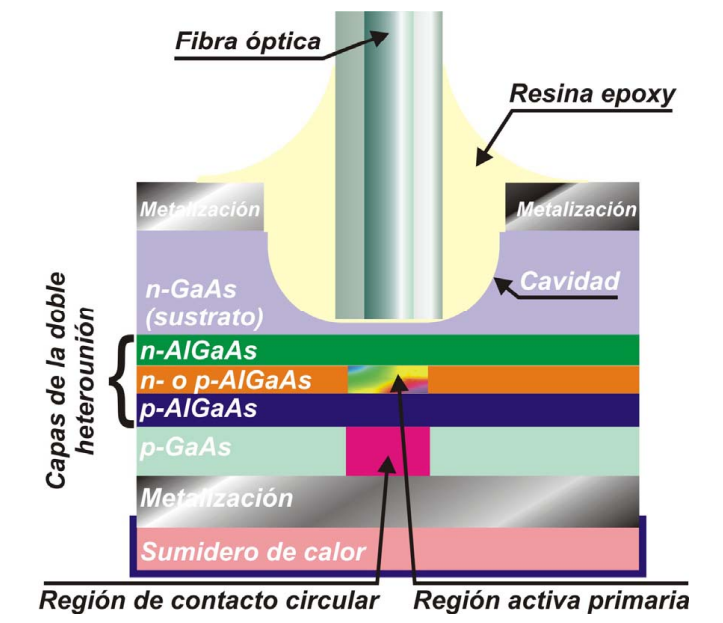 Fibra óptica
Resina epoxy
Metalización
Metalización
n-GaAs
(sustrato)
Cavidad
Capas de la doble
heterounión
n-AlGaAs
n- o p-AlGaAs
p-AlGaAs
p-GaAs
Metalización
Sumidero de calor
Región de contacto circular
Región activa primaria